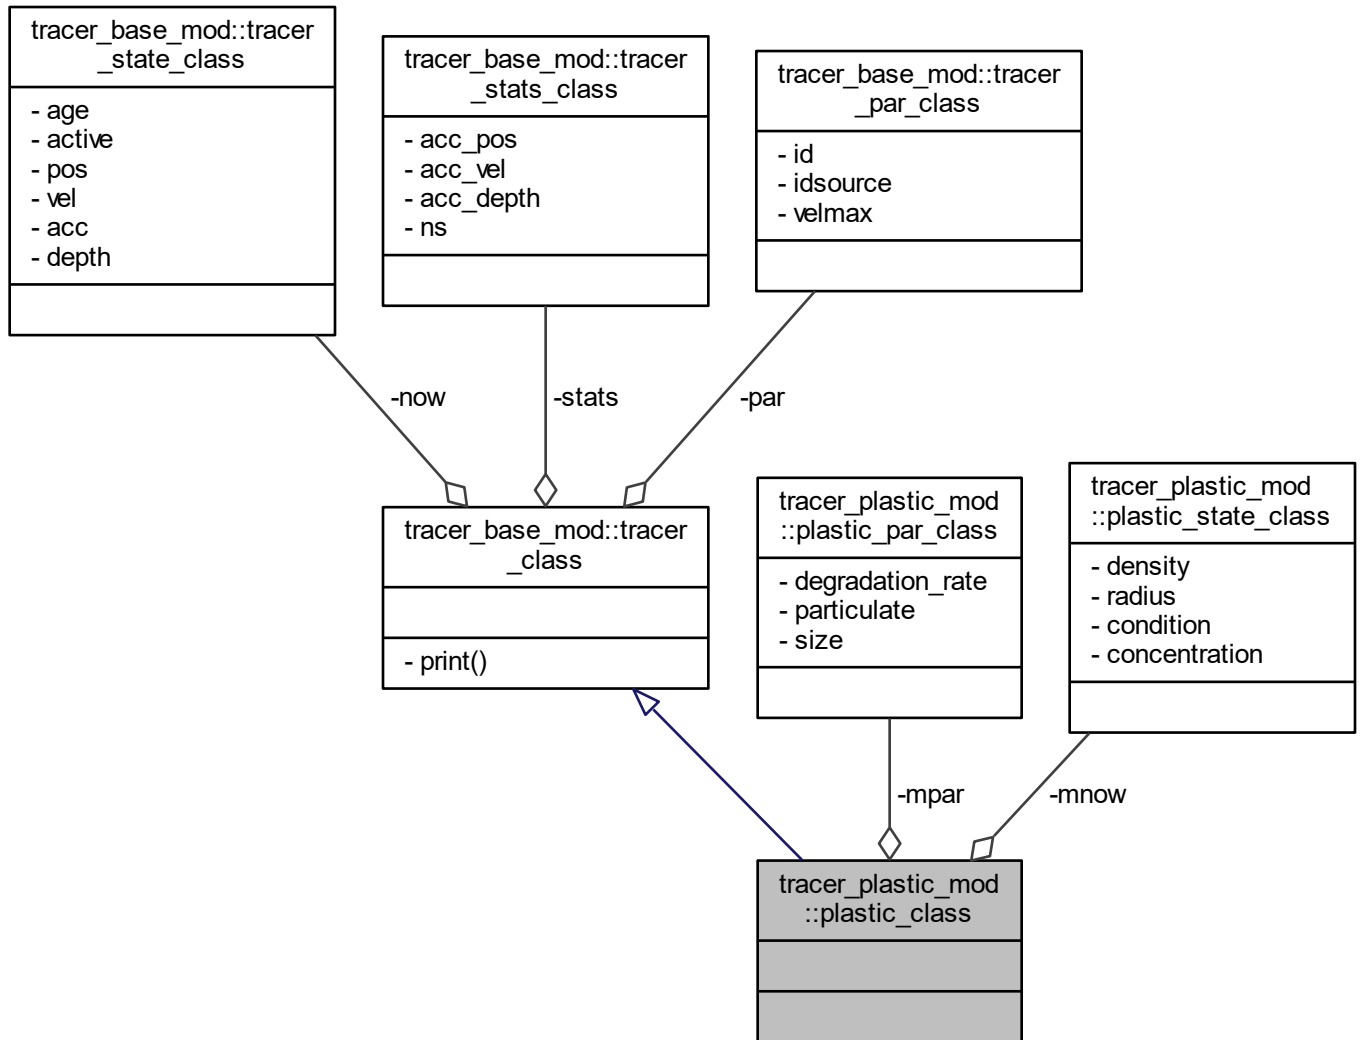 tracer_base_mod::tracer
_state_class
- age
- active
- pos
- vel
- acc
- depth
tracer_base_mod::tracer
_stats_class
- acc_pos
- acc_vel
- acc_depth
- ns
tracer_base_mod::tracer
_par_class
- id
- idsource
- velmax
-now
-stats
-par
tracer_base_mod::tracer
_class
- print()
tracer_plastic_mod
::plastic_par_class
- degradation_rate
- particulate
- size
tracer_plastic_mod
::plastic_state_class
- density
- radius
- condition
- concentration
-mpar
-mnow
tracer_plastic_mod
::plastic_class